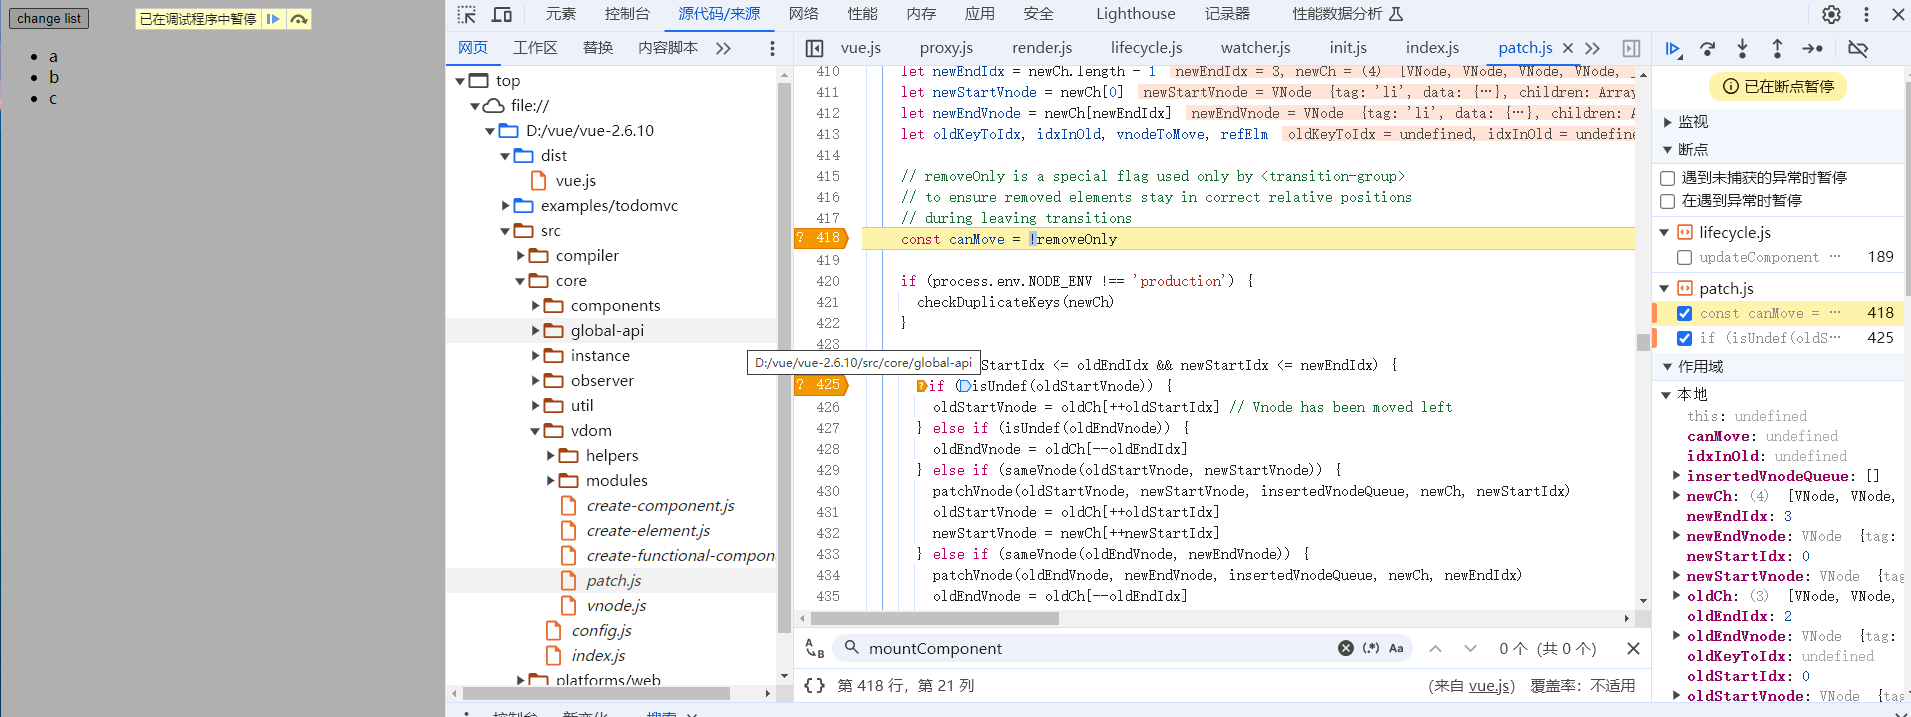 change list
已在调试程序中暂停
a
b
c
元素 控制台 源代码/来源 网络 性能 内存 应用 安全 Lighthouse 记录器 性能数据分析
网页 工作区 替换 内容脚本
top
file://
D:/vue/vue-2.6.10
dist
vue.js
examples/todomvc
src
compiler
core
components
global-api
instance
observer
util
vdom
helpers
modules
create-component.js
create-element.js
create-functional-compon
patch.js
vnode.js
config.js
index.js
platforms/web
D:/vue/vue-2.6.10/src/core/global-api
vue.js proxy.js render.js lifecycle.js watcher.js init.js index.js patch.js
410 let newEndIdx = newCh.length - 1 newEndIdx = 3, newCh = (4) [VNode, VNode, VNode, VNode,
411 let newStartVnode = newCh[0] newStartVnode = VNode {tag: 'li', data: {…}, children: Array
412 let newEndVnode = newCh[newEndIdx] newEndVnode = VNode {tag: 'li', data: {…}, children: A
413 let oldKeyToIdx, idxInOld, vnodeToMove, refElm oldKeyToIdx = undefined, idxInOld = undefine
414
415 // removeOnly is a special flag used only by <transition-group>
416 // to ensure removed elements stay in correct relative positions
417 // during leaving transitions
418 const canMove = !removeOnly
419
420 if (process.env.NODE_ENV !== 'production') {
421 checkDuplicateKeys(newCh)
422 }
423
StartIdx <= oldEndIdx && newStartIdx <= newEndIdx) {
425 if (isUndef(oldStartVnode)) {
426 oldStartVnode = oldCh[++oldStartIdx] // Vnode has been moved left
427 } else if (isUndef(oldEndVnode)) {
428 oldEndVnode = oldCh[--oldEndIdx]
429 } else if (sameVnode(oldStartVnode, newStartVnode)) {
430 patchVnode(oldStartVnode, newStartVnode, insertedVnodeQueue, newCh, newStartIdx)
431 oldStartVnode = oldCh[++oldStartIdx]
432 newStartVnode = newCh[++newStartIdx]
433 } else if (sameVnode(oldEndVnode, newEndVnode)) {
434 patchVnode(oldEndVnode, newEndVnode, insertedVnodeQueue, newCh, newEndIdx)
435 oldEndVnode = oldCh[--oldEndIdx]
mountComponent Aa 0 个 (共 0 个)
{} 第 418 行，第 21 列 (来自 vue.js) 覆盖率：不适用
已在断点暂停
监视
断点
遇到未捕获的异常时暂停
在遇到异常时暂停
lifecycle.js
updateComponent … 189
patch.js
const canMove = … 418
if (isUndef(oldS… 425
作用域
本地
this: undefined
canMove: undefined
idxInOld: undefined
insertedVnodeQueue: []
newCh: (4) [VNode, VNode,
newEndIdx: 3
newEndVnode: VNode {tag:
newStartIdx: 0
newStartVnode: VNode {tag
oldCh: (3) [VNode, VNode,
oldEndIdx: 2
oldEndVnode: VNode {tag:
oldKeyToIdx: undefined
oldStartIdx: 0
oldStartVnode: VNode {tag
控制台 新变化 搜索